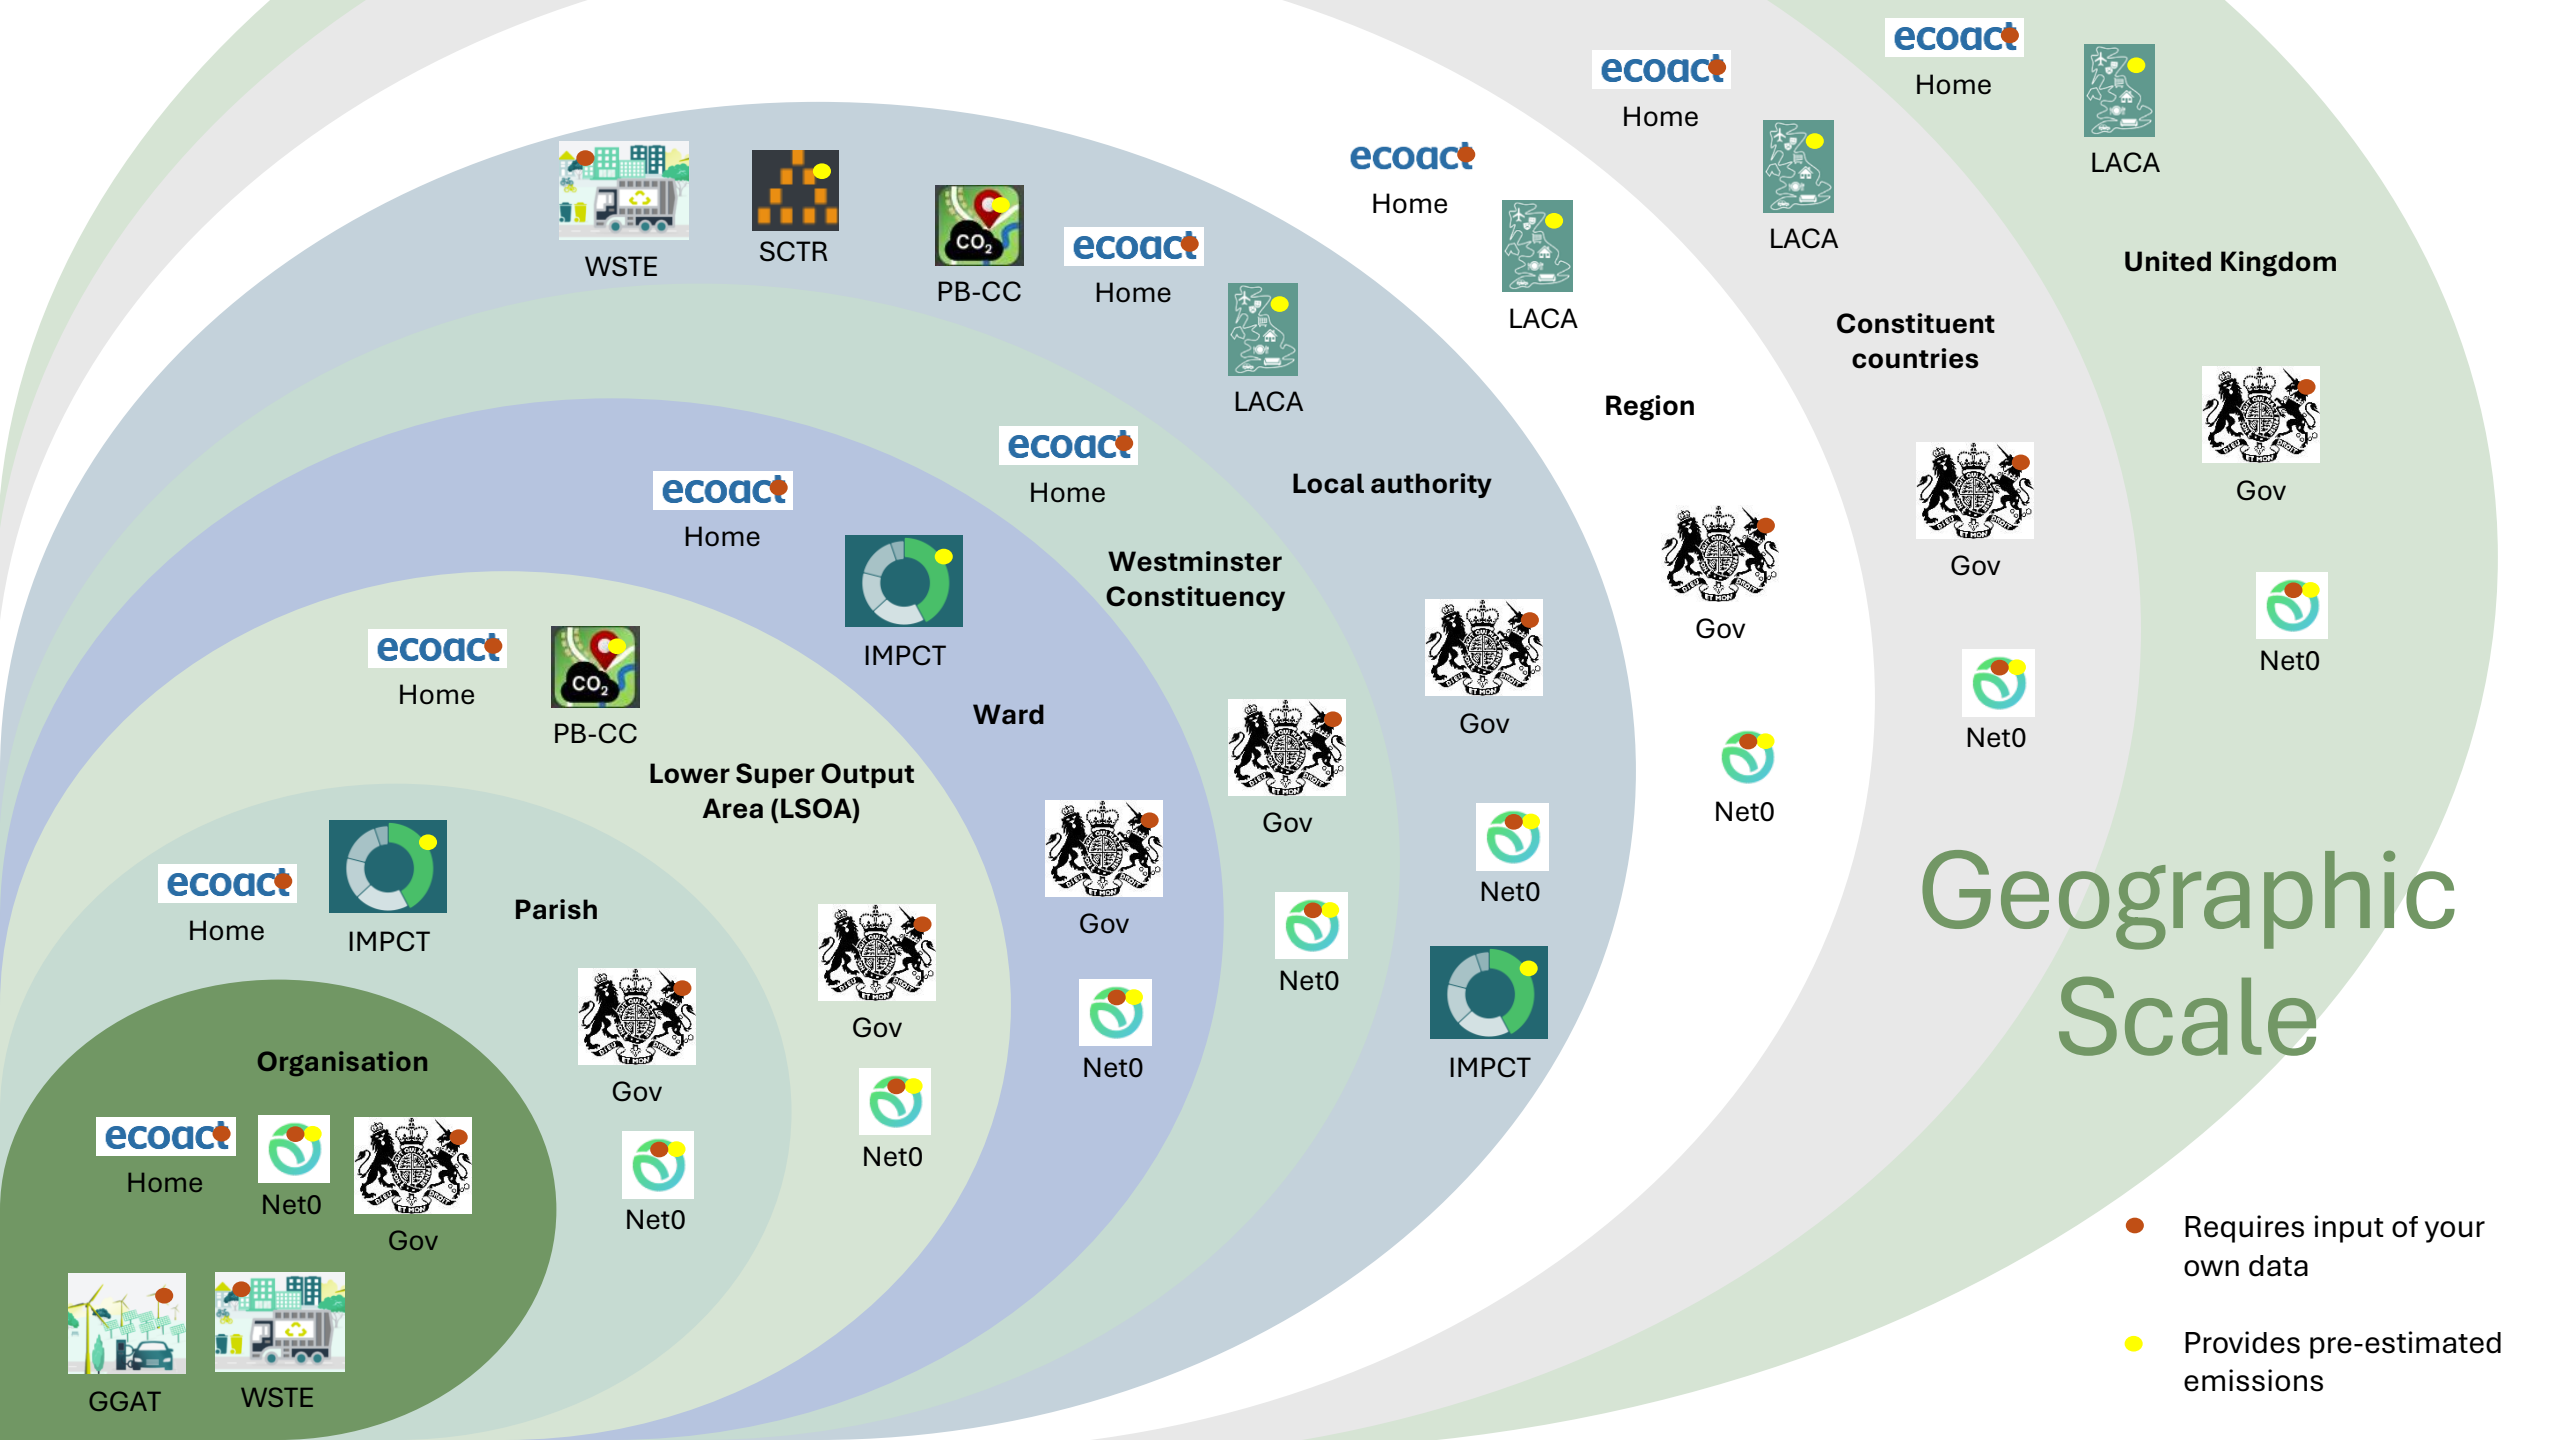 ecoact
Home
LACA
United Kingdom
Gov
Net0
ecoact
Home
LACA
Constituent
countries
Gov
Net0
ecoact
Home
LACA
Region
Gov
Net0
WSTE
SCTR
CO2
PB-CC
ecoact
Home
LACA
Local authority
Gov
Net0
IMPCT
ecoact
Home
Westminster
Constituency
Gov
Net0
ecoact
Home
IMPCT
Ward
Gov
Net0
ecoact
Home
CO2
PB-CC
Lower Super Output
Area (LSOA)
Gov
Net0
ecoact
Home
IMPCT
Parish
Gov
Net0
Organisation
ecoact
Home
Net0
Gov
GGAT
WSTE
Geographic
Scale
Requires input of your
own data
Provides pre-estimated
emissions